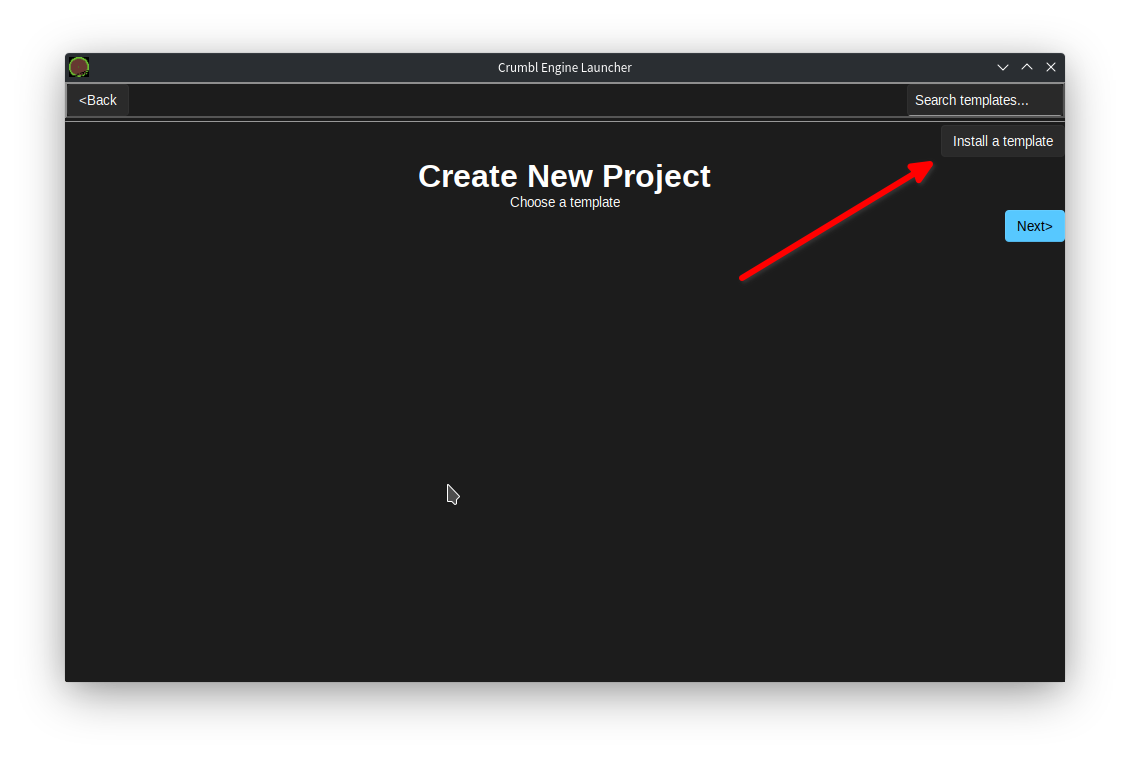 Crumbl Engine Launcher
<Back
Search templates...
Install a template
Create New Project
Choose a template
Next>